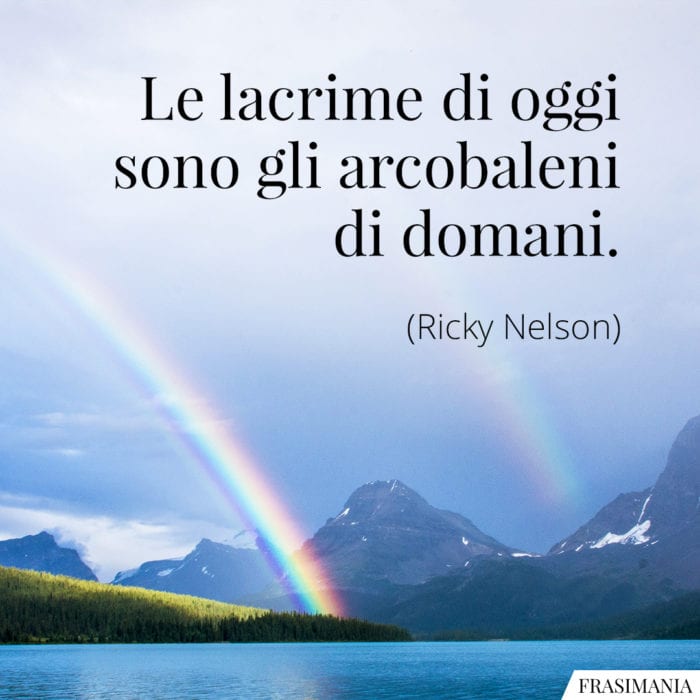 Le lacrime di oggi
sono gli arcobaleni
di domani.
(Ricky Nelson)
FRASIMANIA